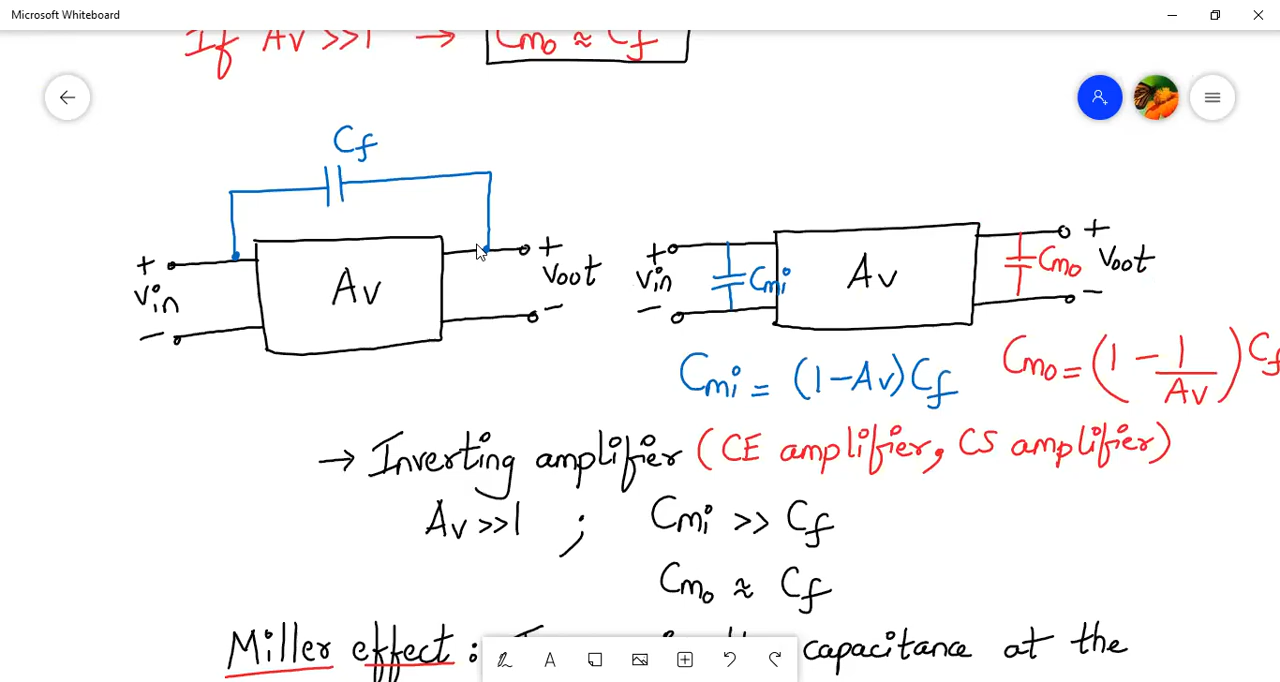 Microsoft Whiteboard
If Av >>1 → Cmo ≈ Cf
Cf
+
Vin
−
Av
+
Voot
−
+
Vin
−
Cmi
Av
Cmo
+
Voot
−
Cmi = (1-Av)Cf
Cmo = (1 - 1/Av) Cf
→ Inverting amplifier (CE amplifier, CS amplifier)
Av >>1 ; Cmi >> Cf
Cmo ≈ Cf
Miller effect : capacitance at the